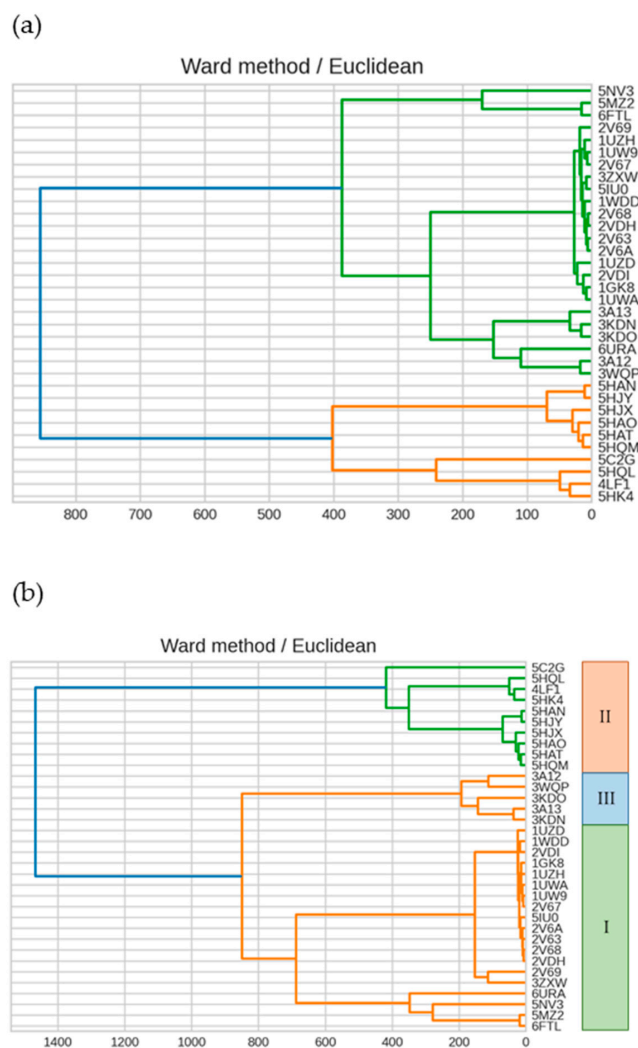 (a)
Ward method / Euclidean
5NV3
5MZ2
6FTL
2V69
1UZH
1UW9
2V67
3ZXW
5IU0
1WDD
2V68
2VDH
2V63
2V6A
1UZD
2VDI
1GK8
1UWA
3A13
3KDN
3KDO
6URA
3A12
3WQP
5HAN
5HJY
5HJX
5HAO
5HAT
5HQM
5C2G
5HQL
4LF1
5HK4
800 700 600 500 400 300 200 100 0
(b)
Ward method / Euclidean
5C2G
5HQL
4LF1
5HK4
5HAN
5HJY
5HJX
5HAO
5HAT
5HQM
3A12
3WQP
3KDO
3A13
3KDN
1UZD
1WDD
2VDI
1GK8
1UZH
1UWA
1UW9
2V67
5IU0
2V6A
2V63
2V68
2VDH
2V69
3ZXW
6URA
5NV3
5MZ2
6FTL
II
III
I
1400 1200 1000 800 600 400 200 0